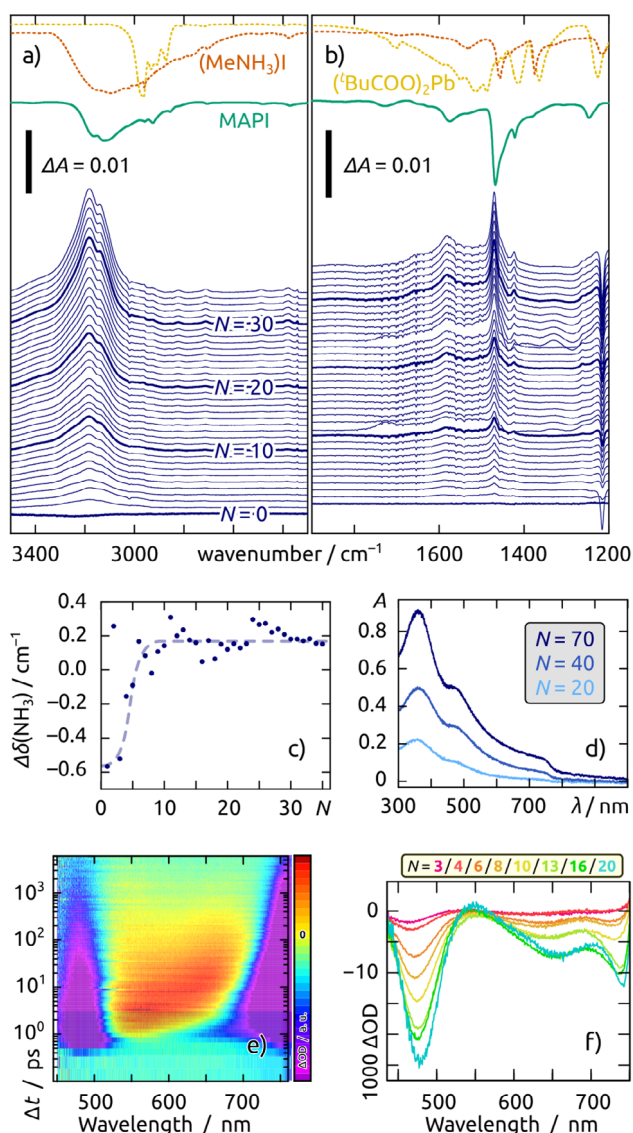 a)
(MeNH3)I
MAPI
ΔA = 0.01
N = 30
N = 20
N = 10
N = 0
3400 3000 wavenumber / cm−1
b)
(tBuCOO)2Pb
ΔA = 0.01
1600 1400 1200
0.4
0.2
0.0
−0.2
−0.4
−0.6
Δδ(NH3) / cm−1
c)
0 10 20 30 N
A
0.8
0.6
0.4
0.2
0
N = 70
N = 40
N = 20
d)
300 500 700 λ / nm
10³
10²
10¹
10⁰
Δt / ps
0
ΔOD / a.u.
e)
500 600 700
Wavelength / nm
N = 3 / 4 / 6 / 8 / 10 / 13 / 16 / 20
0
−10
1000 ΔOD
f)
500 600 700
Wavelength / nm